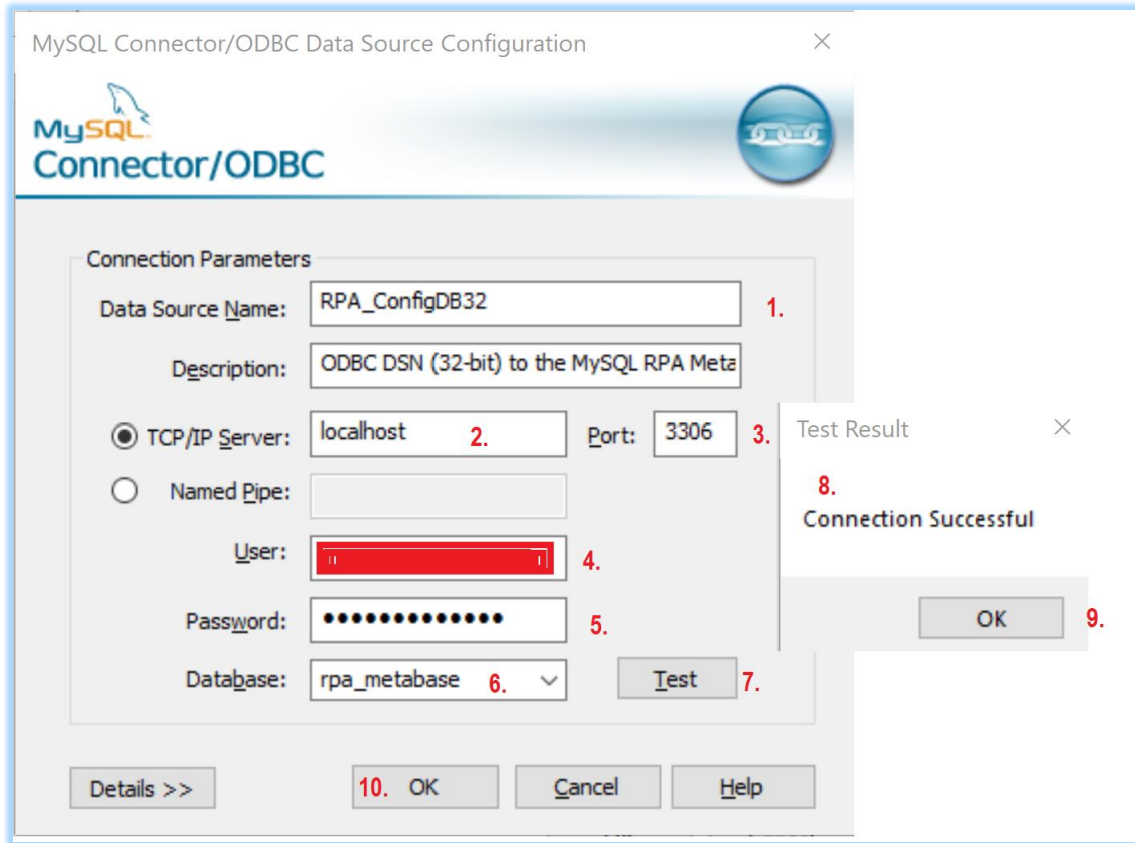 MySQL Connector/ODBC Data Source Configuration
MySQL
Connector/ODBC
Connection Parameters
Data Source Name: RPA_ConfigDB32 1.
Description: ODBC DSN (32-bit) to the MySQL RPA Meta
TCP/IP Server: localhost 2. Port: 3306 3.
Named Pipe:
User: 4.
Password: ••••••••••••• 5.
Database: rpa_metabase 6. Test 7.
Test Result
8.
Connection Successful
OK 9.
Details >> 10. OK Cancel Help